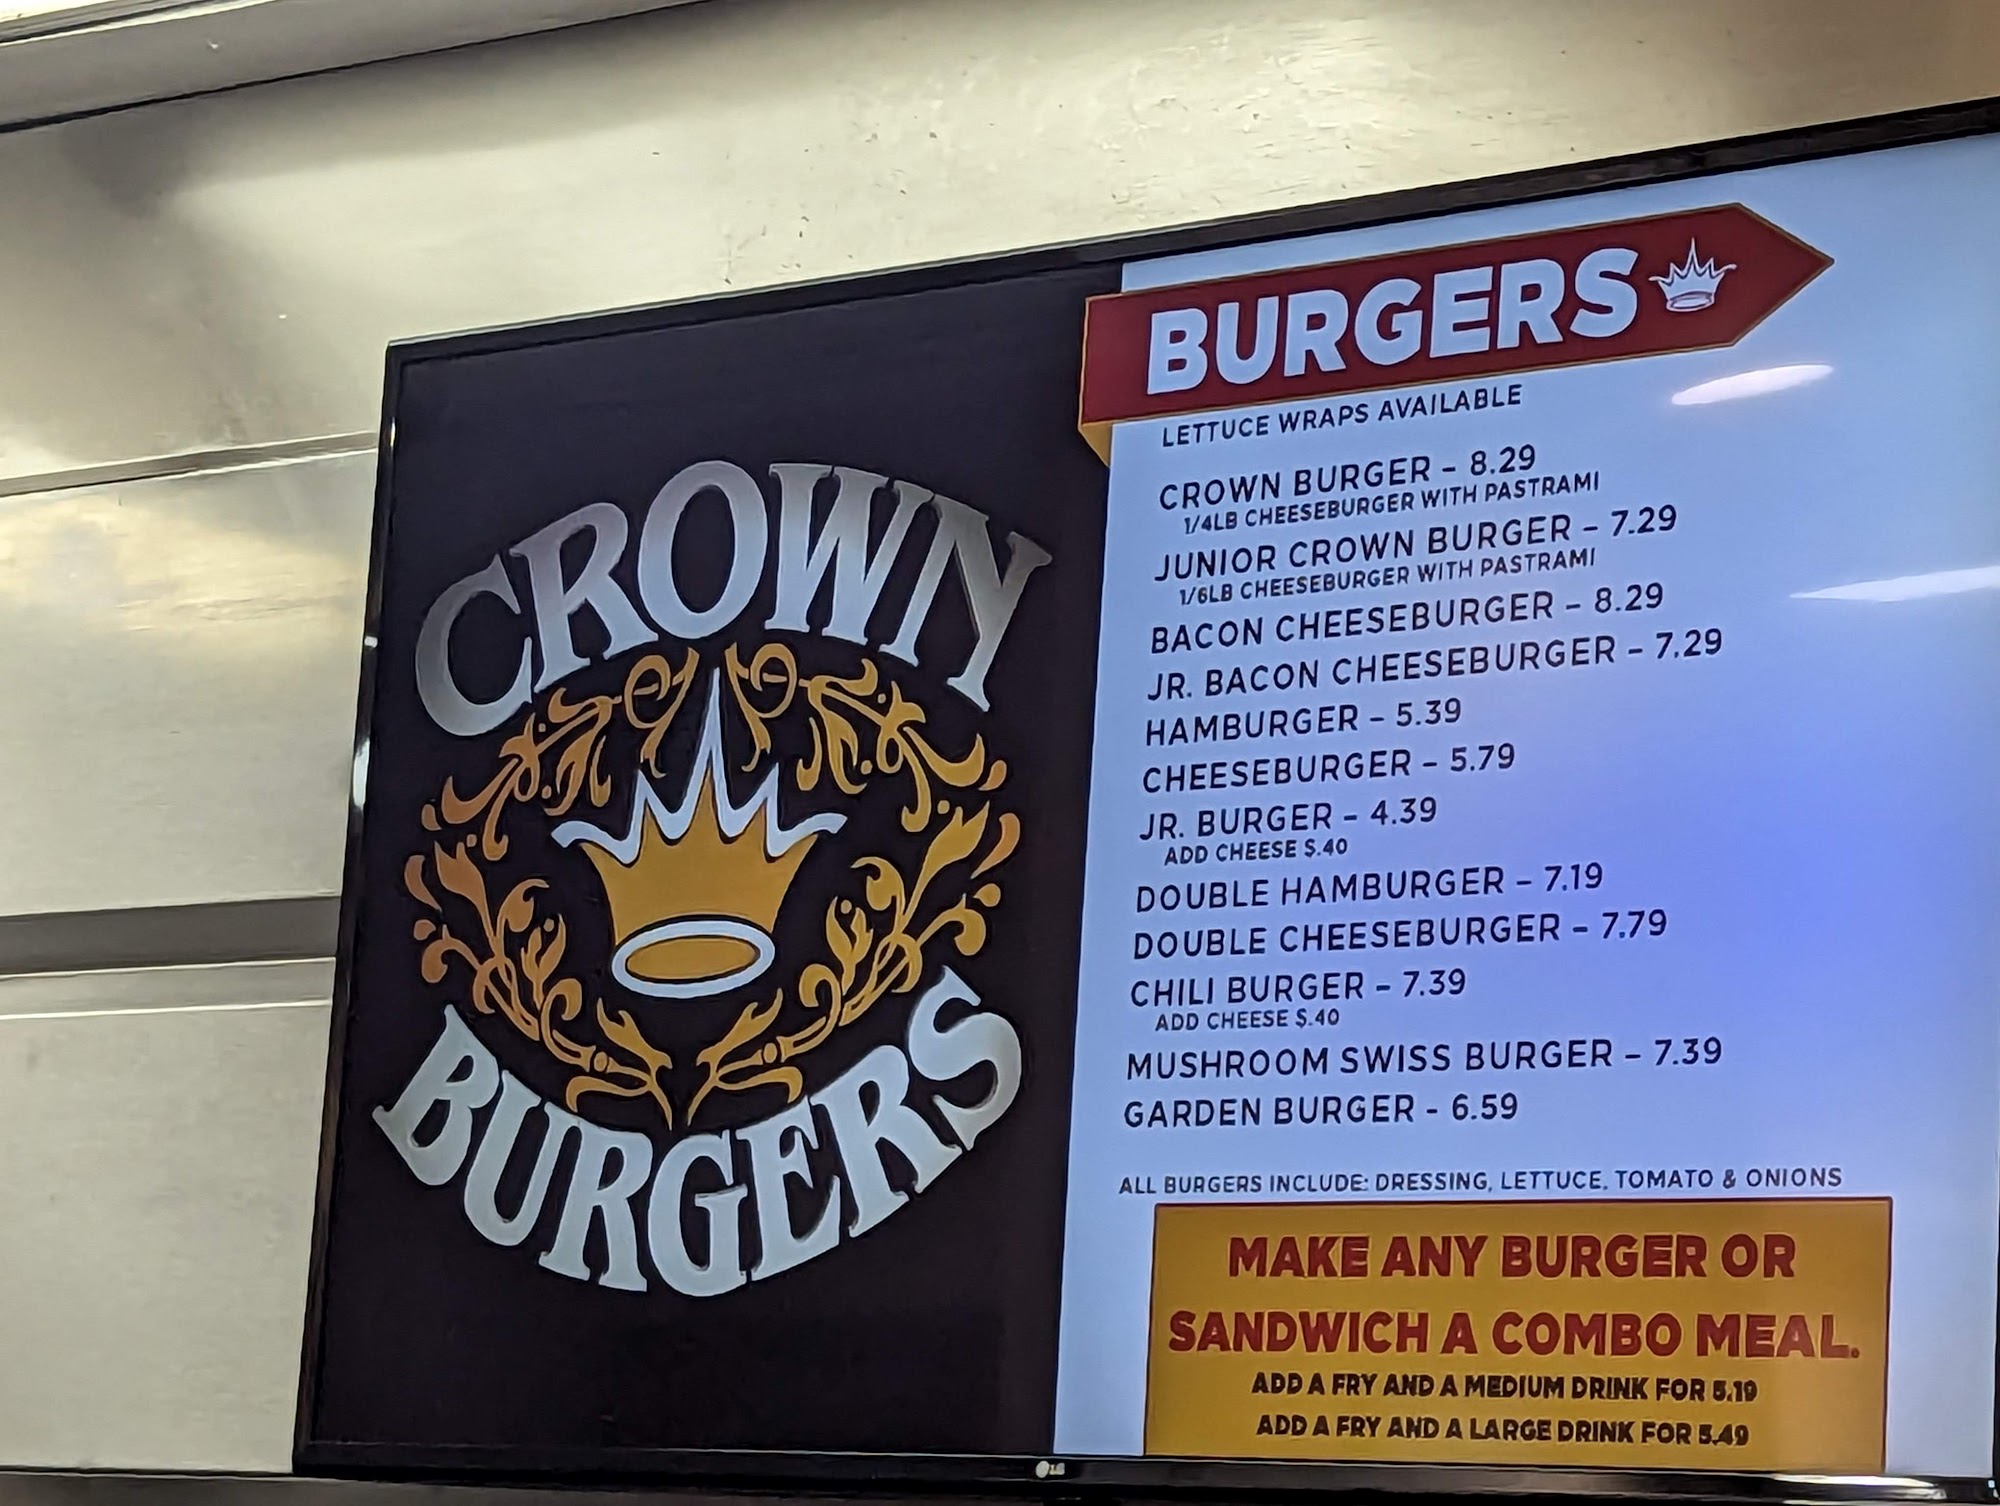 CROWN
BURGERS
BURGERS
LETTUCE WRAPS AVAILABLE
CROWN BURGER – 8.29
1/4LB CHEESEBURGER WITH PASTRAMI
JUNIOR CROWN BURGER – 7.29
1/6LB CHEESEBURGER WITH PASTRAMI
BACON CHEESEBURGER – 8.29
JR. BACON CHEESEBURGER – 7.29
HAMBURGER – 5.39
CHEESEBURGER – 5.79
JR. BURGER – 4.39
ADD CHEESE $.40
DOUBLE HAMBURGER – 7.19
DOUBLE CHEESEBURGER – 7.79
CHILI BURGER – 7.39
ADD CHEESE $.40
MUSHROOM SWISS BURGER – 7.39
GARDEN BURGER - 6.59
ALL BURGERS INCLUDE: DRESSING, LETTUCE, TOMATO & ONIONS
MAKE ANY BURGER OR
SANDWICH A COMBO MEAL.
ADD A FRY AND A MEDIUM DRINK FOR 5.19
ADD A FRY AND A LARGE DRINK FOR 5.49
LG